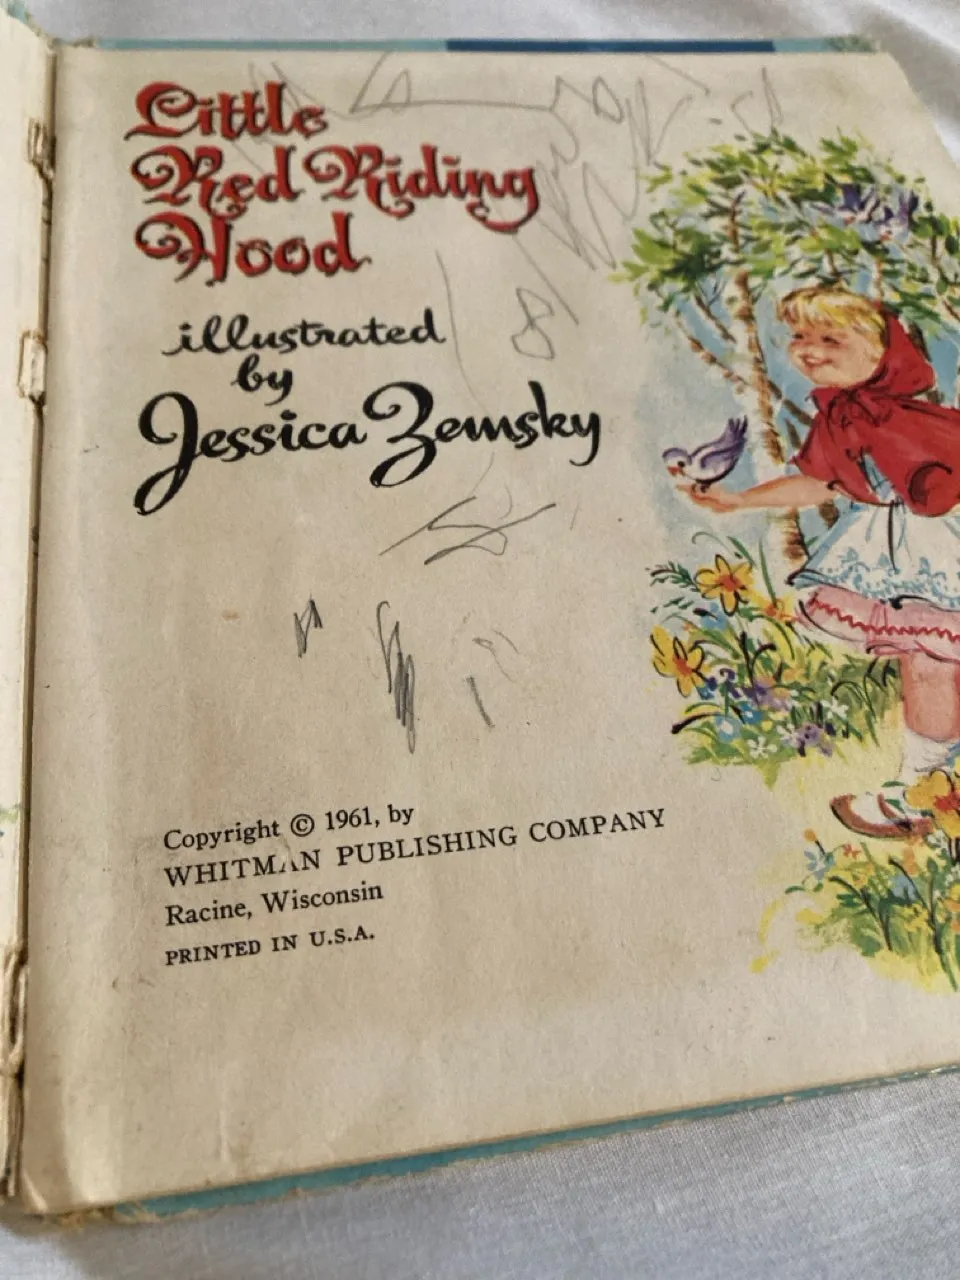 Little
Red Riding
Hood
illustrated
by
Jessica Zemsky
Copyright © 1961, by
WHITMAN PUBLISHING COMPANY
Racine, Wisconsin
PRINTED IN U.S.A.